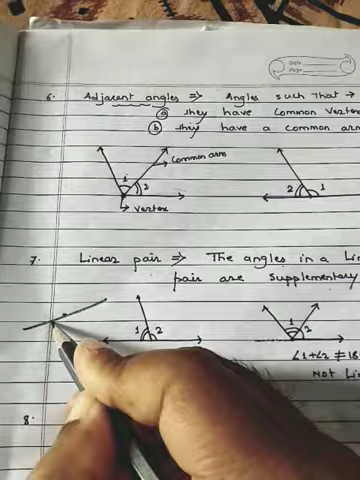 Date
Page
6. Adjacent angles ⇒ Angles such that →
ⓐ they have common vertex
ⓑ they have a common arm
1 2 Common arm
Vertex
2 1
7. Linear pair ⇒ The angles in a Lin
pair are supplementary
1 2
1 2
∠1+∠2 ≠ 18
Not Li
8.